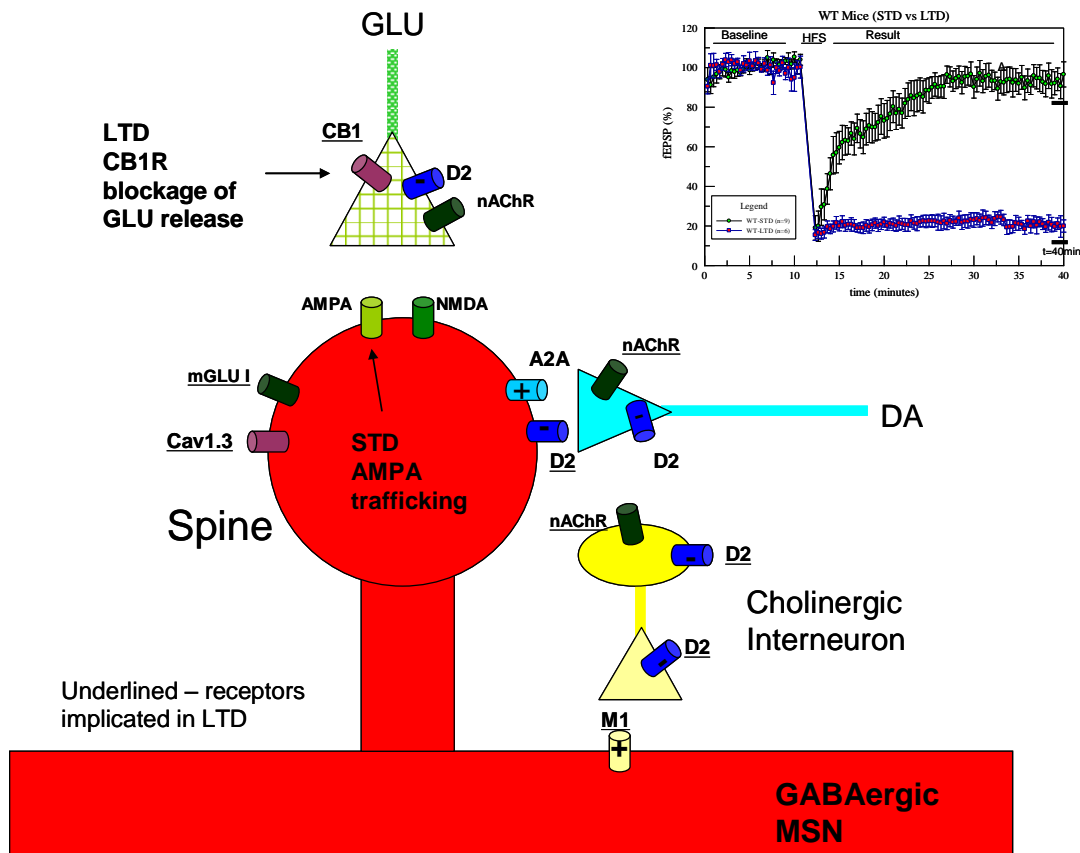 GLU
WT Mice (STD vs LTD)
Baseline
HFS
Result
120
100
80
60
40
20
0
fEPSP (%)
Legend
WT-STD (n=9)
WT-LTD (n=6)
t=40min
0 5 10 15 20 25 30 35 40
time (minutes)
LTD
CB1R
blockage of
GLU release
CB1
D2
-
nAChR
AMPA
NMDA
mGLU I
Cav1.3
A2A
+
-
D2
STD
AMPA
trafficking
Spine
nAChR
-
D2
DA
nAChR
-
D2
Cholinergic
Interneuron
D2
-
M1
+
Underlined – receptors
implicated in LTD
GABAergic
MSN